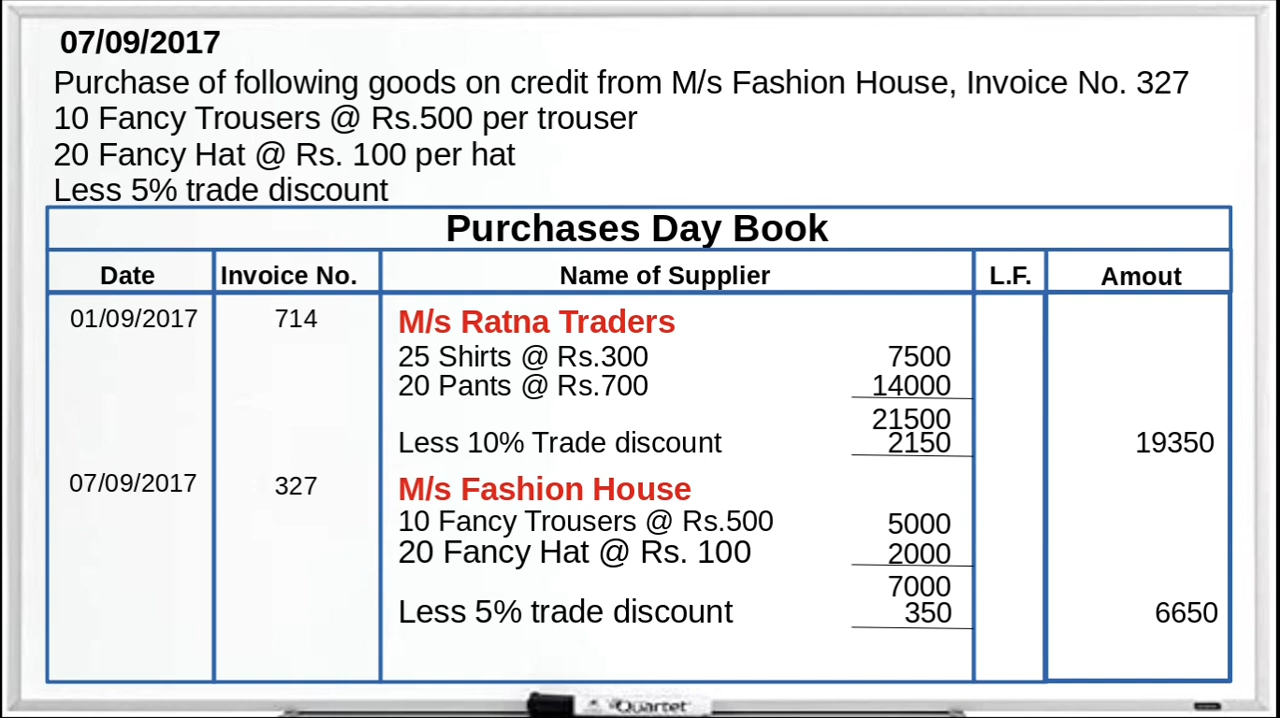 07/09/2017
Purchase of following goods on credit from M/s Fashion House, Invoice No. 327
10 Fancy Trousers @ Rs.500 per trouser
20 Fancy Hat @ Rs. 100 per hat
Less 5% trade discount
Purchases Day Book
Date Invoice No. Name of Supplier L.F. Amout
01/09/2017 714 M/s Ratna Traders
25 Shirts @ Rs.300 7500
20 Pants @ Rs.700 14000
21500
Less 10% Trade discount 2150 19350
07/09/2017 327 M/s Fashion House
10 Fancy Trousers @ Rs.500 5000
20 Fancy Hat @ Rs. 100 2000
7000
Less 5% trade discount 350 6650
Quartet